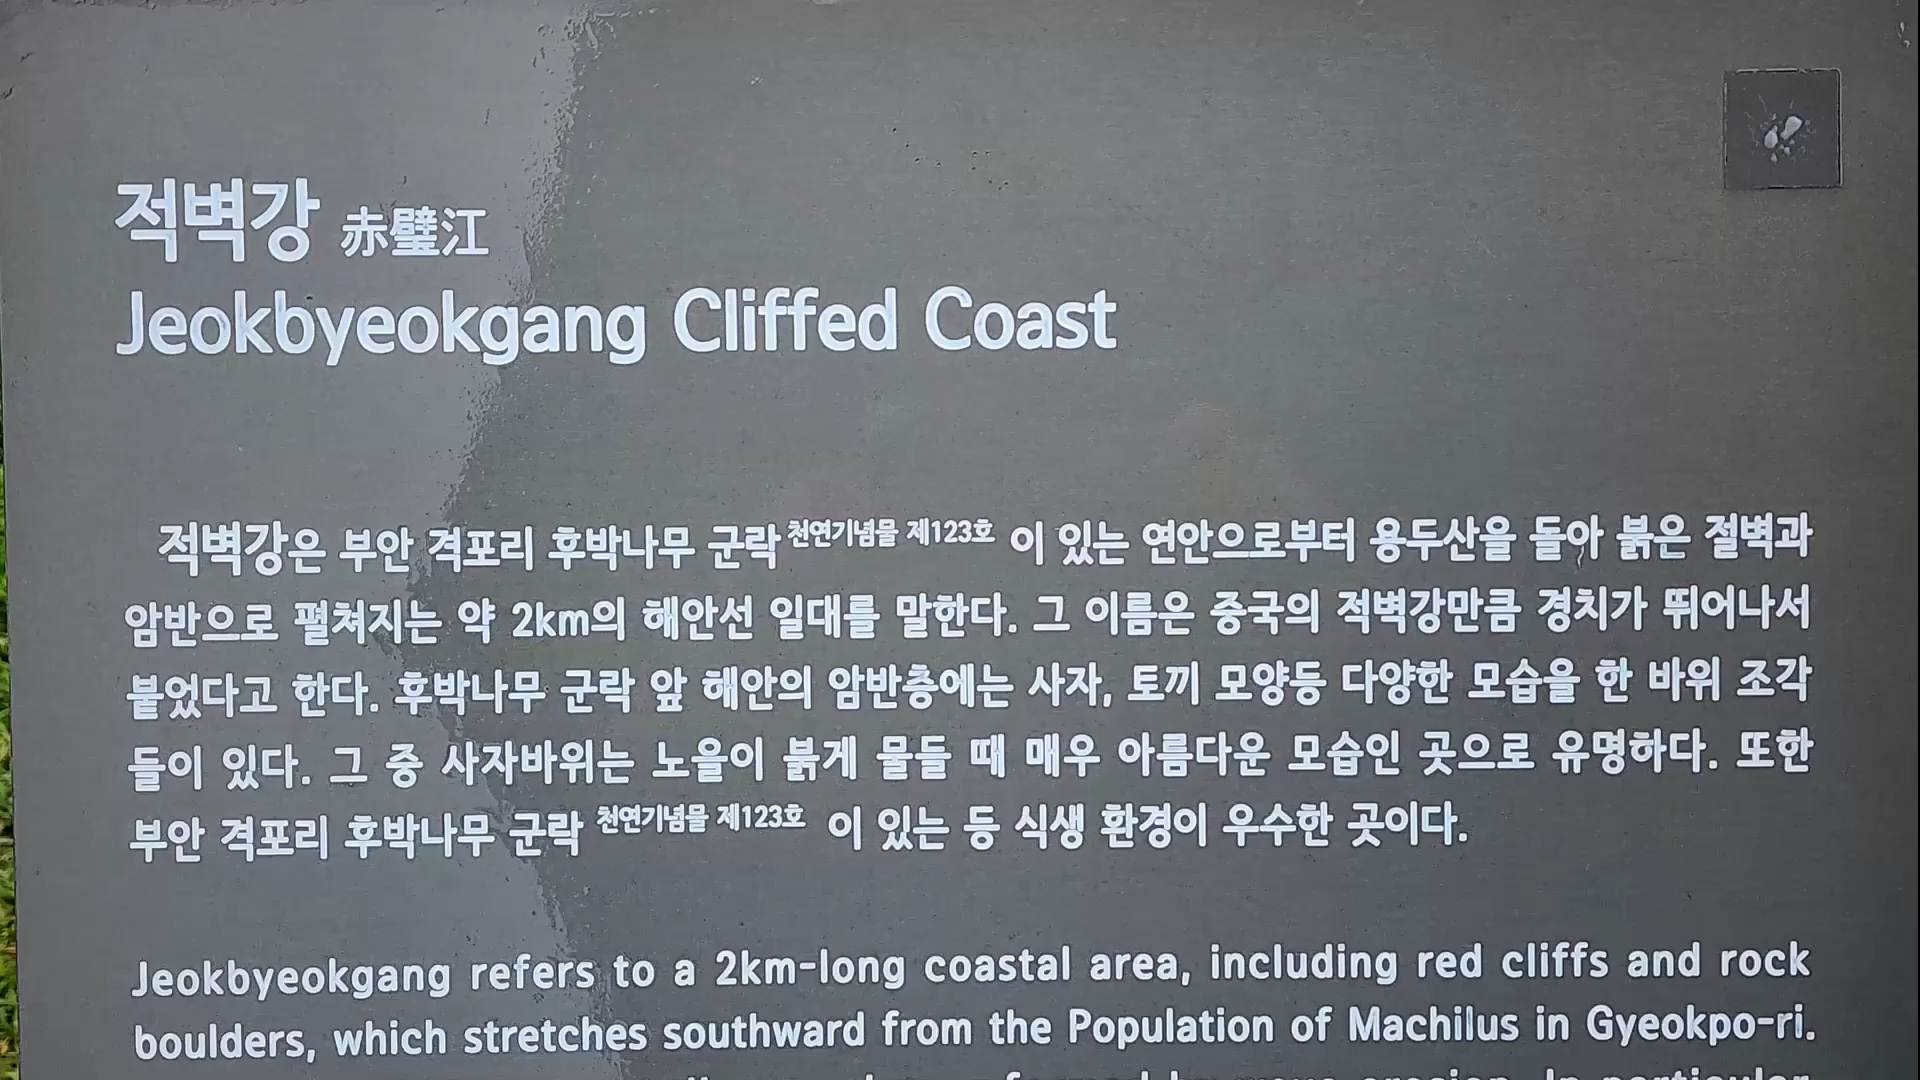 적벽강 赤壁江
Jeokbyeokgang Cliffed Coast
적벽강은 부안 격포리 후박나무 군락 천연기념물 제123호 이 있는 연안으로부터 용두산을 돌아 붉은 절벽과
암반으로 펼쳐지는 약 2km의 해안선 일대를 말한다. 그 이름은 중국의 적벽강만큼 경치가 뛰어나서
붙었다고 한다. 후박나무 군락 앞 해안의 암반층에는 사자, 토끼 모양등 다양한 모습을 한 바위 조각
들이 있다. 그 중 사자바위는 노을이 붉게 물들 때 매우 아름다운 모습인 곳으로 유명하다. 또한
부안 격포리 후박나무 군락 천연기념물 제123호 이 있는 등 식생 환경이 우수한 곳이다.
Jeokbyeokgang refers to a 2km-long coastal area, including red cliffs and rock
boulders, which stretches southward from the Population of Machilus in Gyeokpo-ri.